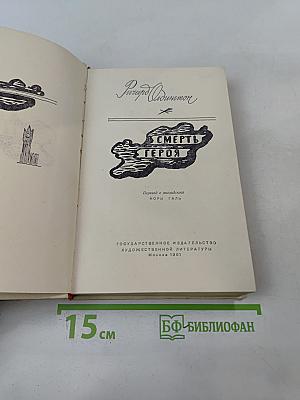 Ричард Олдингтон
СМЕРТЬ
ГЕРОЯ
Перевод с английского
НОРЫ ГАЛЬ
ГОСУДАРСТВЕННОЕ ИЗДАТЕЛЬСТВО
ХУДОЖЕСТВЕННОЙ ЛИТЕРАТУРЫ
Москва 1961
15 см
БФ БИБЛИОФАН